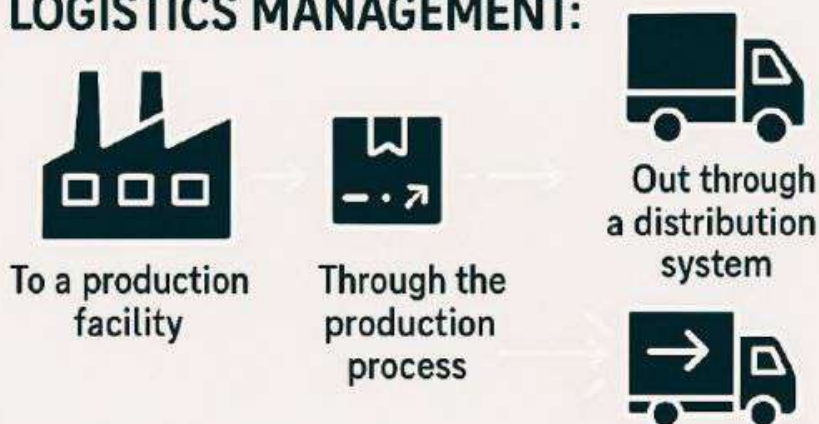 LOGISTICS MANAGEMENT:
To a production
facility
Through the
production
process
Out through
a distribution
system